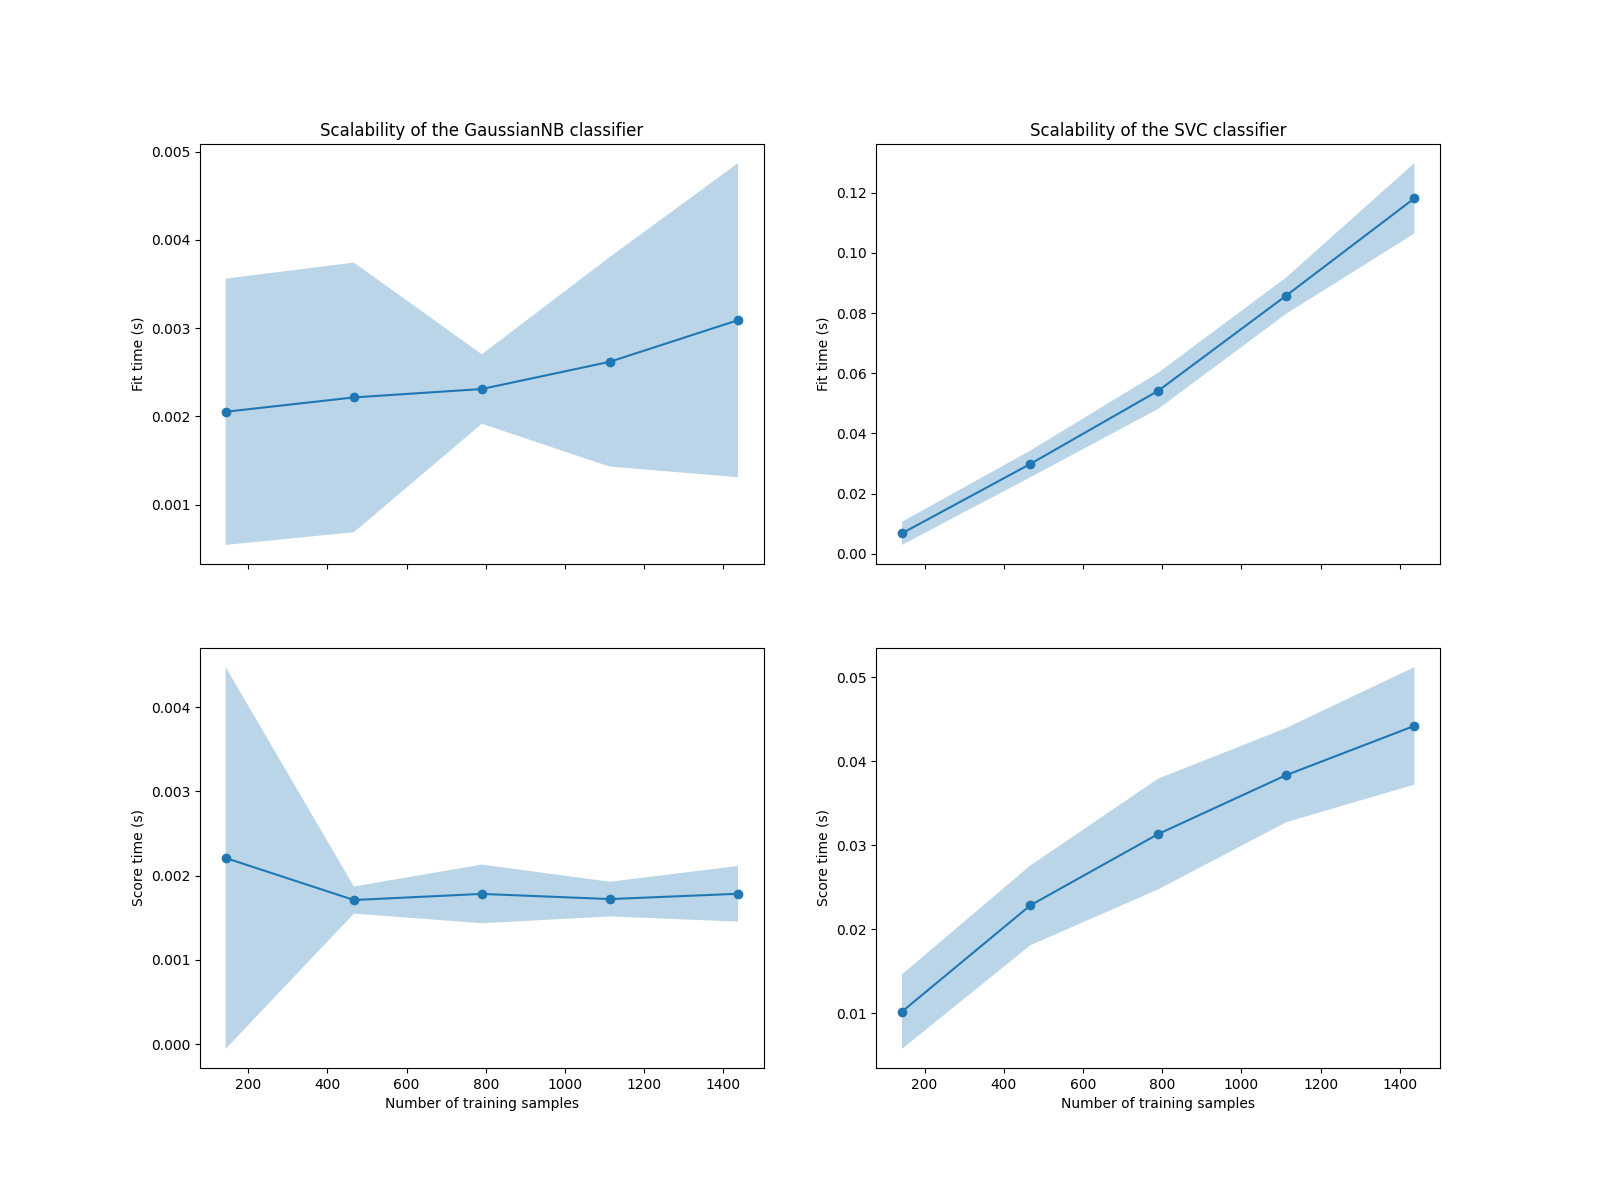 Scalability of the GaussianNB classifier
0.005
0.004
0.003
0.002
0.001
Fit time (s)
Scalability of the SVC classifier
0.12
0.10
0.08
0.06
0.04
0.02
0.00
Fit time (s)
0.004
0.003
0.002
0.001
0.000
Score time (s)
200 400 600 800 1000 1200 1400
Number of training samples
0.05
0.04
0.03
0.02
0.01
Score time (s)
200 400 600 800 1000 1200 1400
Number of training samples